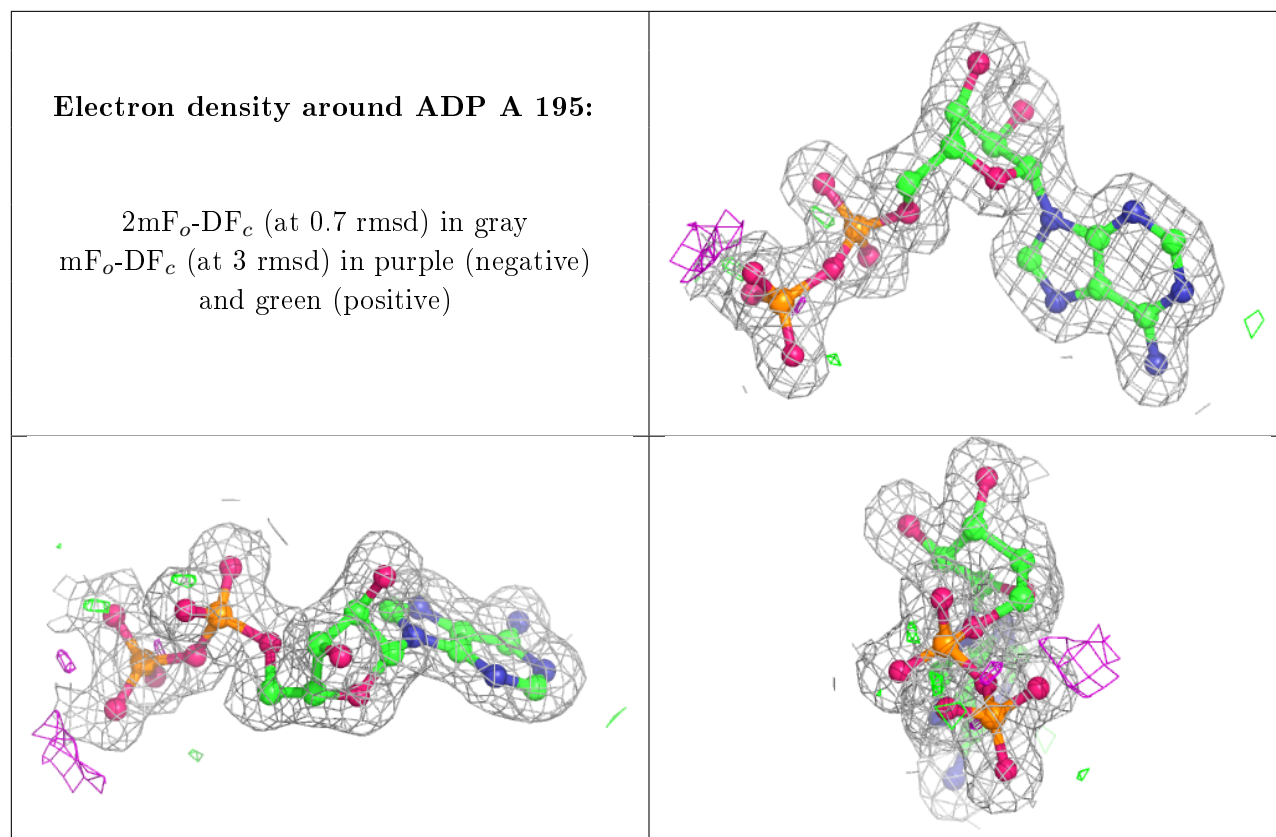 Electron density around ADP A 195:
2mFo-DFc (at 0.7 rmsd) in gray
mFo-DFc (at 3 rmsd) in purple (negative)
and green (positive)